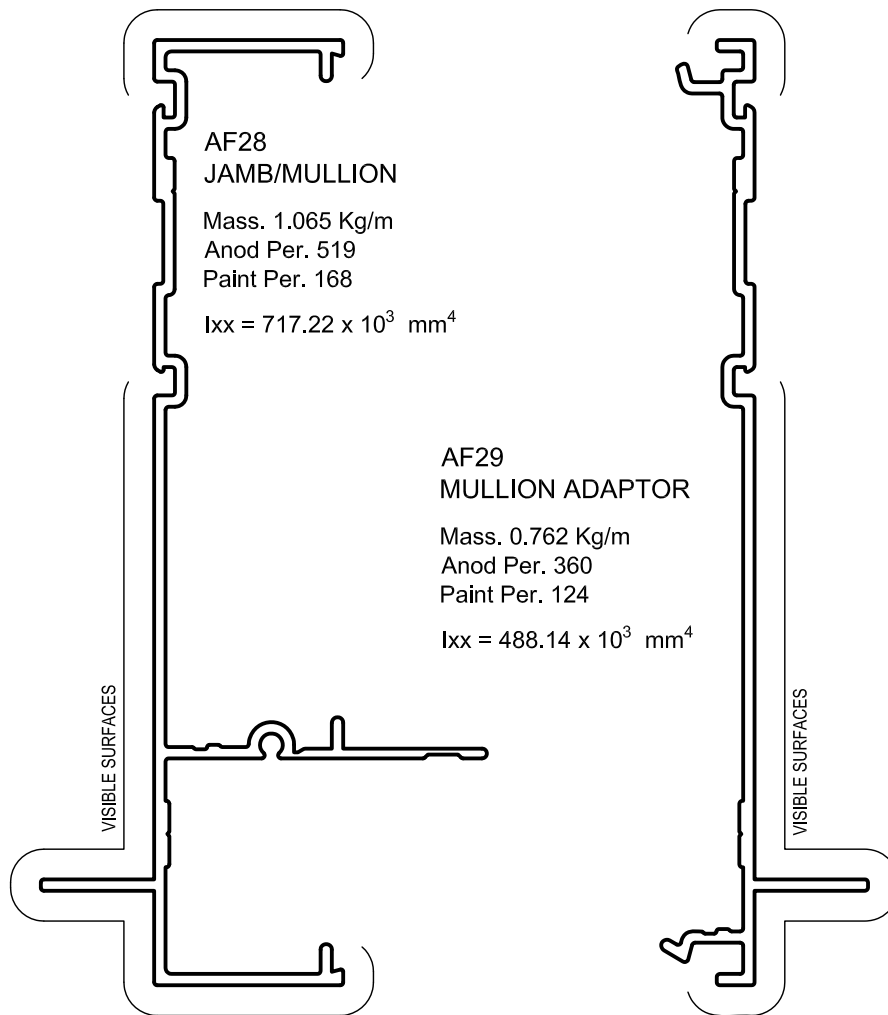 AF28
JAMB/MULLION
Mass. 1.065 Kg/m
Anod Per. 519
Paint Per. 168
Ixx = 717.22 x 10³ mm⁴
AF29
MULLION ADAPTOR
Mass. 0.762 Kg/m
Anod Per. 360
Paint Per. 124
Ixx = 488.14 x 10³ mm⁴
VISIBLE SURFACES
VISIBLE SURFACES